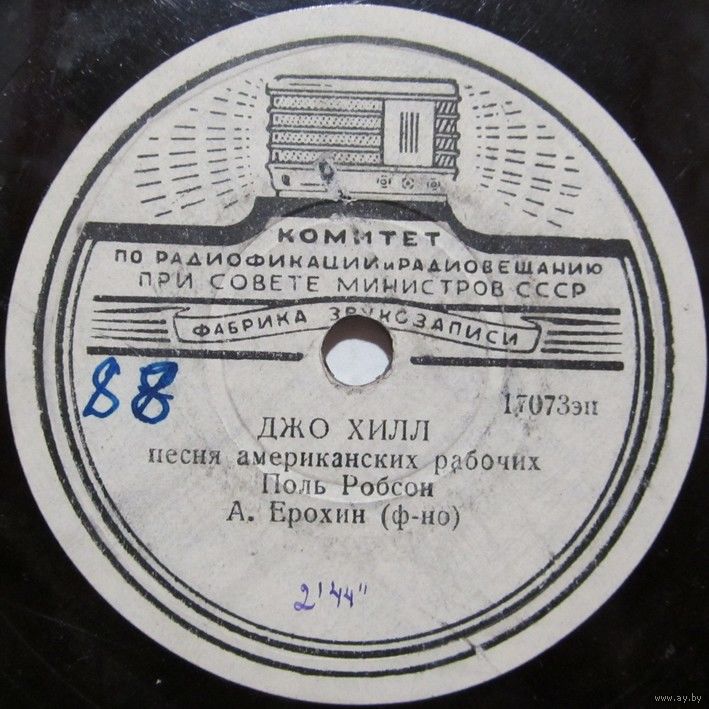 КОМИТЕТ
ПО РАДИОФИКАЦИИ и РАДИОВЕЩАНИЮ
ПРИ СОВЕТЕ МИНИСТРОВ СССР
ФАБРИКА ЗВУКОЗАПИСИ
88
17073эп
ДЖО ХИЛЛ
песня американских рабочих
Поль Робсон
А. Ерохин (ф-но)
2'44"
www.ay.by